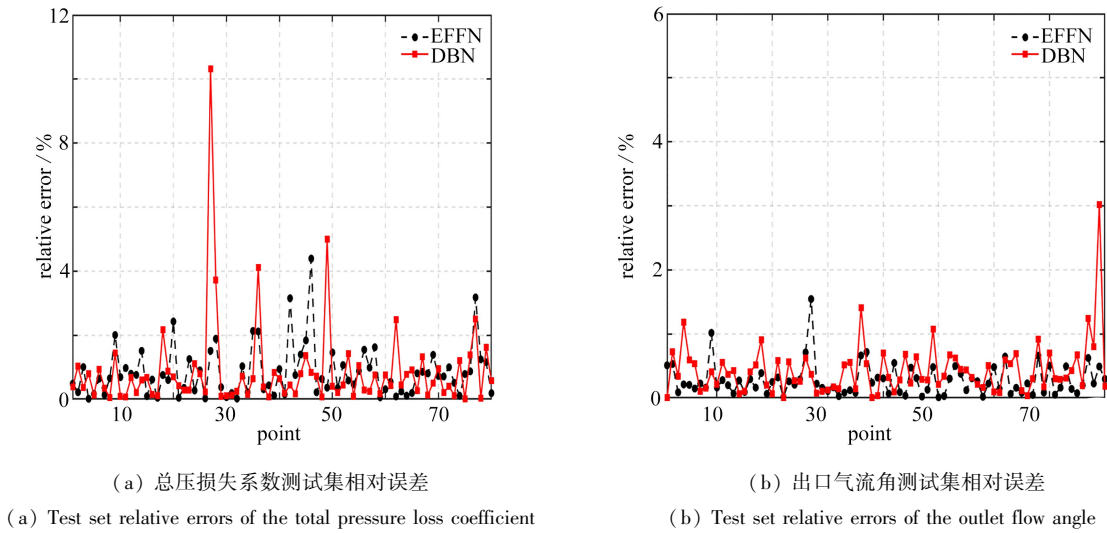 12
8
4
0
relative error / %
EFFN
DBN
10
30
50
70
point
(a) 总压损失系数测试集相对误差
(a) Test set relative errors of the total pressure loss coefficient
6
4
2
0
relative error / %
EFFN
DBN
10
30
50
70
point
(b) 出口气流角测试集相对误差
(b) Test set relative errors of the outlet flow angle